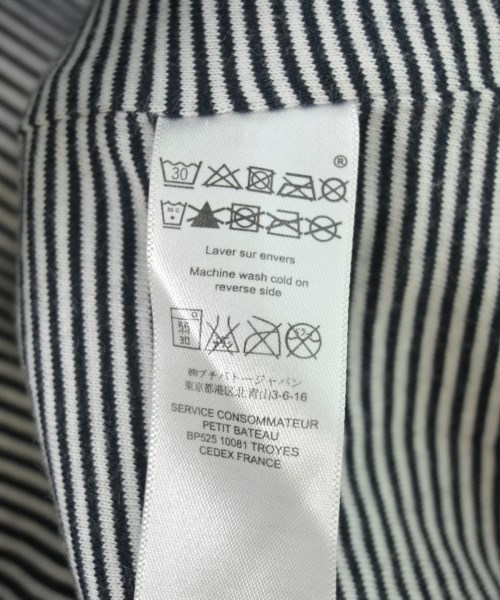 ®
30
Laver sur envers
Machine wash cold on
reverse side
30
㈱プチバトージャパン
東京都港区北青山3-6-16
SERVICE CONSOMMATEUR
PETIT BATEAU
BP525 10081 TROYES
CEDEX FRANCE